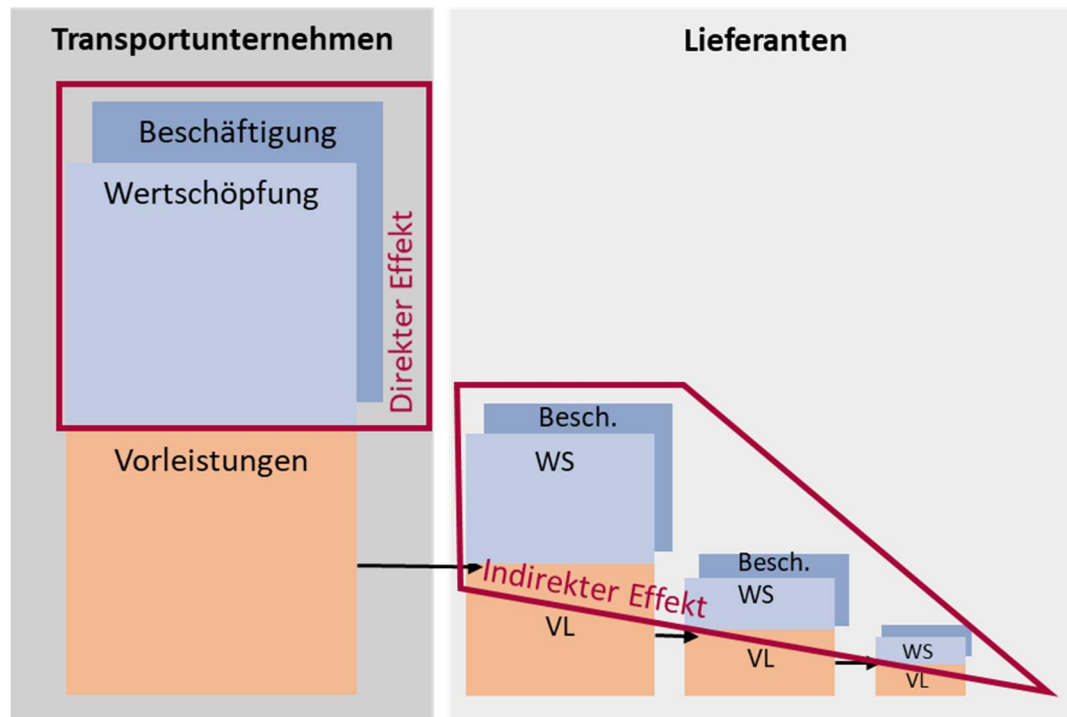 Transportunternehmen
Beschäftigung
Wertschöpfung
Direkter Effekt
Vorleistungen
Lieferanten
Besch.
WS
Indirekter Effekt
VL
Besch.
WS
VL
WS
VL